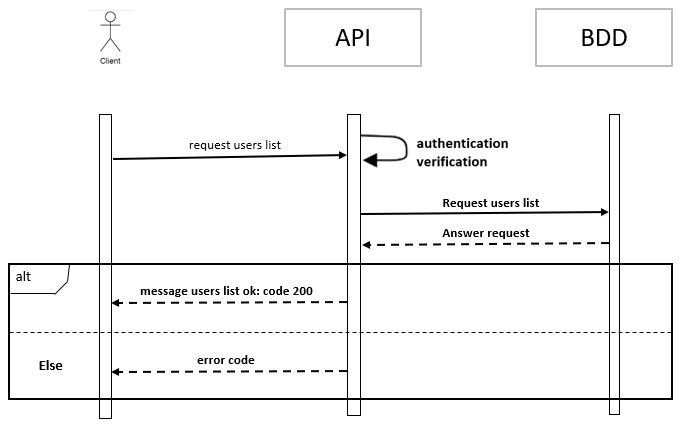 Client
API
BDD
request users list
authentication
verification
Request users list
Answer request
alt
message users list ok: code 200
Else
error code